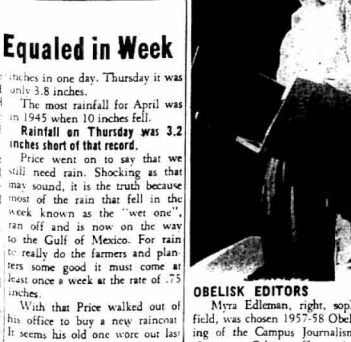 Equaled in Week
inches in one day. Thursday it was
only 3.8 inches.
The most rainfall for April was
in 1945 when 10 inches fell.
Rainfall on Thursday was 3.2
inches short of that record.
Price went on to say that we
still need rain. Shocking as that
may sound, it is the truth because
most of the rain that fell in the
week known as the "wet one",
ran off and is now on the way
to the Gulf of Mexico. For rain
to really do the farmers and plan-
ters some good it must come at
least once a week at the rate of .75
inches.
With that Price walked out of
his office to buy a new raincoat
It seems his old one wore out last
OBELISK EDITORS
Myra Edleman, right, sop
field, was chosen 1957-58 Obel
ing of the Campus Journalism